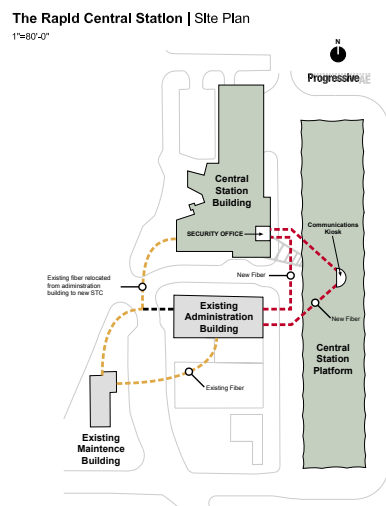 The Rapid Central Station | Site Plan
1"=80'-0"
N
Progressive AE
Central
Station
Building
SECURITY OFFICE
Communications
Kiosk
Existing fiber relocated
from adiministration
building to new STC
New Fiber
Existing
Administration
Building
New Fiber
Central
Station
Platform
Existing Fiber
Existing
Maintence
Building